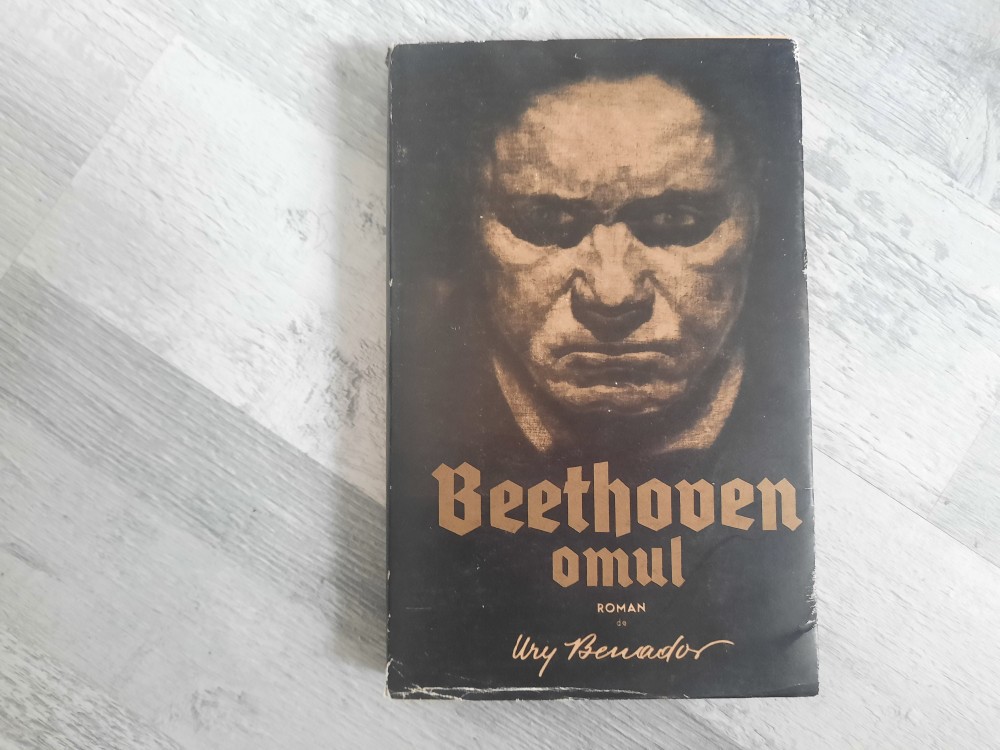 Beethoven
omul
ROMAN
de
Ury Benador